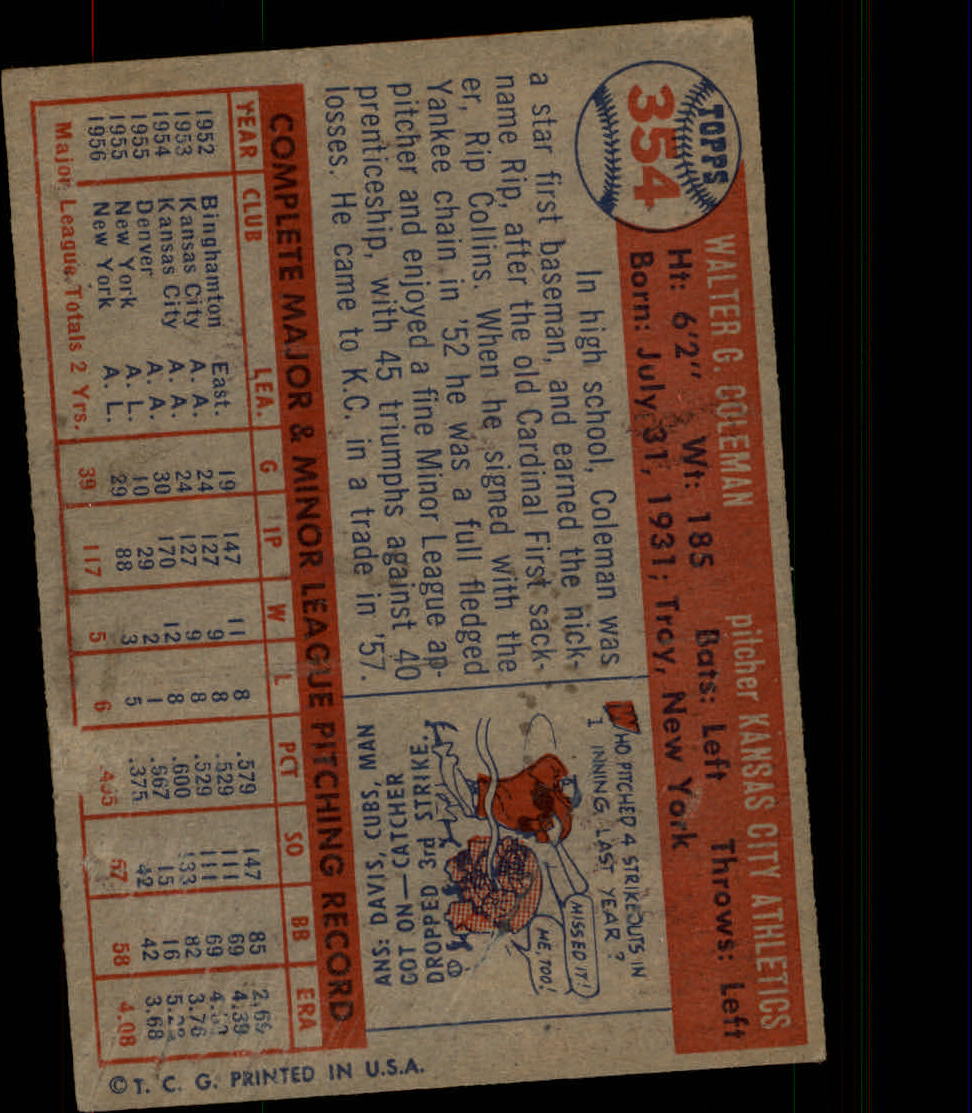 TOPPS
354
WALTER G. COLEMAN pitcher KANSAS CITY ATHLETICS
Ht: 6'2" Wt: 185 Bats: Left Throws: Left
Born: July 31, 1931; Troy, New York
In high school, Coleman was
a star first baseman, and earned the nick-
name Rip, after the old Cardinal First sack-
er, Rip Collins. When he signed with the
Yankee chain in '52 he was a full fledged
pitcher and enjoyed a fine Minor League ap-
prenticeship, with 45 triumphs against 40
losses. He came to K.C. in a trade in '57.
WHO PITCHED 4 STRIKEOUTS IN
1 INNING LAST YEAR?
MISSED IT!
ME, TOO!
ANS: DAVIS, CUBS, MAN
GOT ON—CATCHER
DROPPED 3rd STRIKE.
COMPLETE MAJOR & MINOR LEAGUE PITCHING RECORD
YEAR CLUB LEA. G IP W L PCT SO BB ERA
1952 Binghamton East. 19 147 11 8 .579 147 85 2.69
1953 Kansas City A. A. 24 127 9 8 .529 111 69 4.39
1954 Kansas City A. A. 24 127 9 8 .529 111 69
1955 Denver A. A. 30 170 12 8 .600 133 82 3.76
1955 New York A. L. 10 29 2 1 .667 15 16
1956 New York A. L. 29 88 3 5 .375 42 42 3.68
Major League Totals 2 Yrs. 39 117 5 6 .455 57 58 4.08
©T. C. G. PRINTED IN U.S.A.